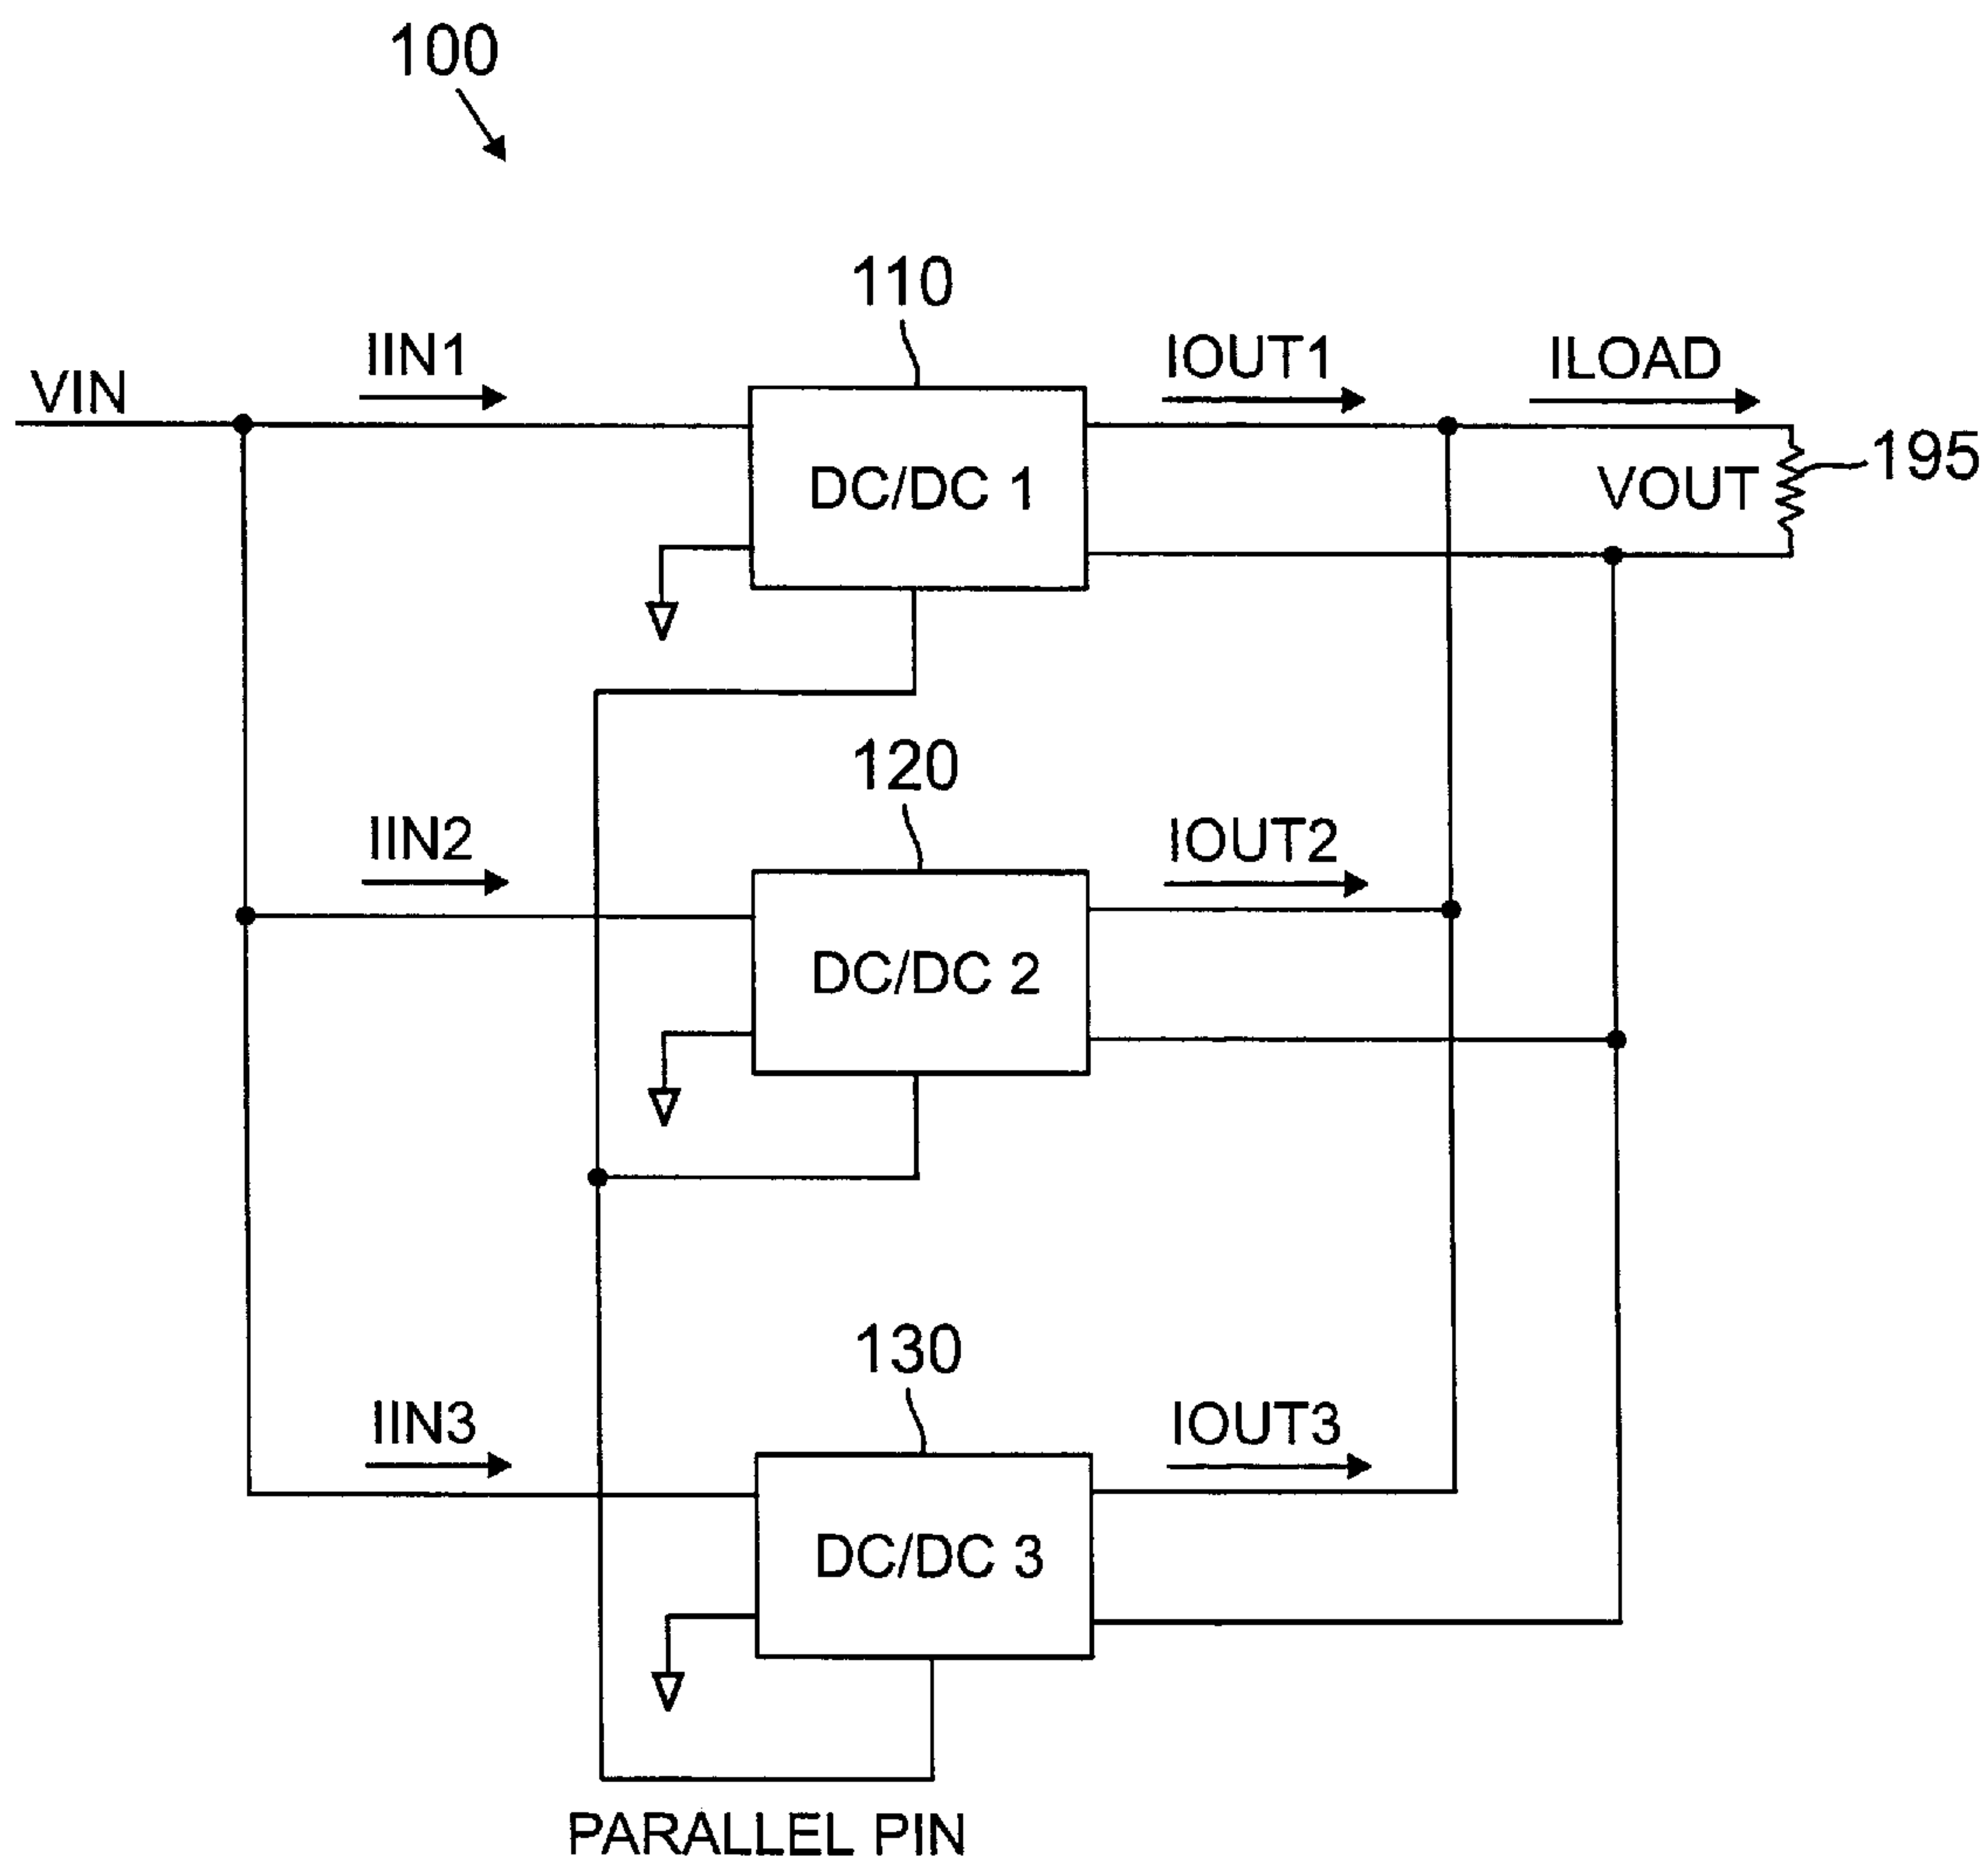 100
110
VIN
IIN1
IOUT1
ILOAD
DC/DC 1
VOUT
195
120
IIN2
IOUT2
DC/DC 2
130
IIN3
IOUT3
DC/DC 3
PARALLEL PIN